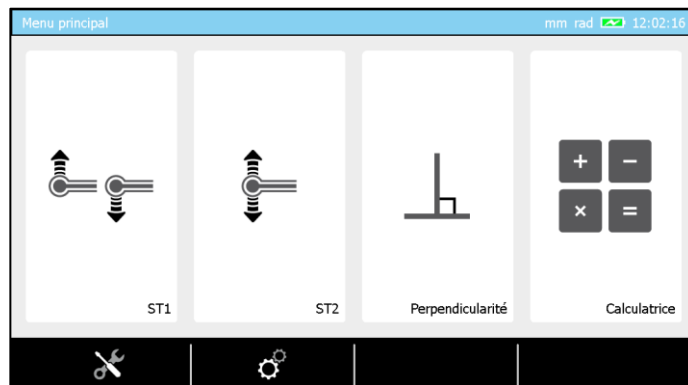 Menu principal
mm rad 12:02:16
+ −
× =
ST1
ST2
Perpendicularité
Calculatrice